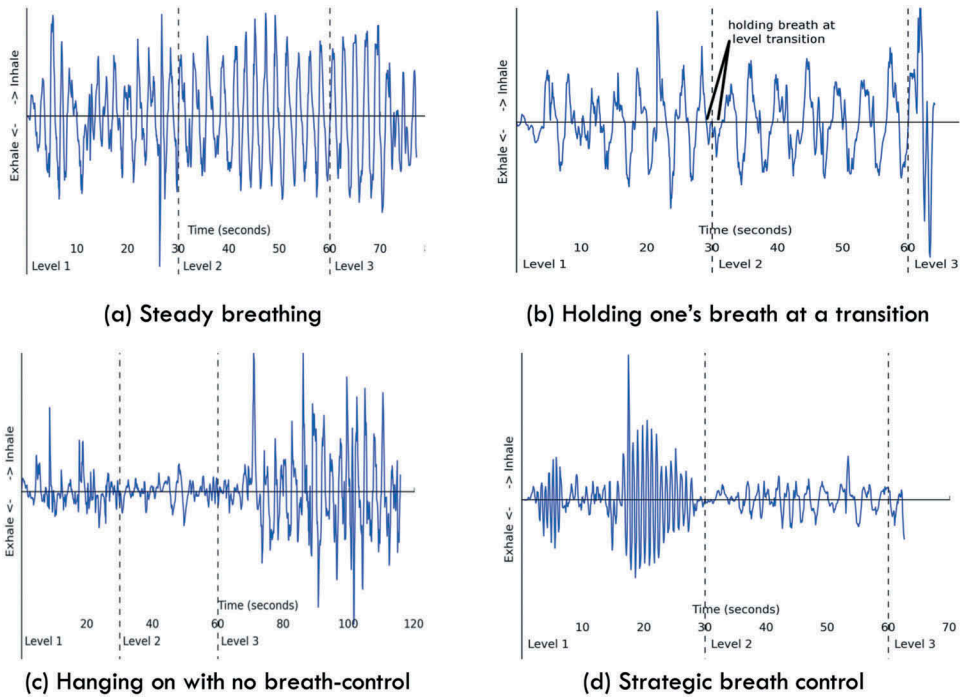 Exhale <-  -> Inhale
Time (seconds)
10 20 30 40 50 60 70
Level 1 Level 2 Level 3
(a) Steady breathing
holding breath at
level transition
Exhale <-  -> Inhale
Time (seconds)
10 20 30 40 50 60
Level 1 Level 2 Level 3
(b) Holding one’s breath at a transition
Exhale <-  -> Inhale
Time (seconds)
20 40 60 80 100 120
Level 1 Level 2 Level 3
(c) Hanging on with no breath-control
Exhale <-  -> Inhale
Time (seconds)
10 20 30 40 50 60 70
Level 1 Level 2 Level 3
(d) Strategic breath control